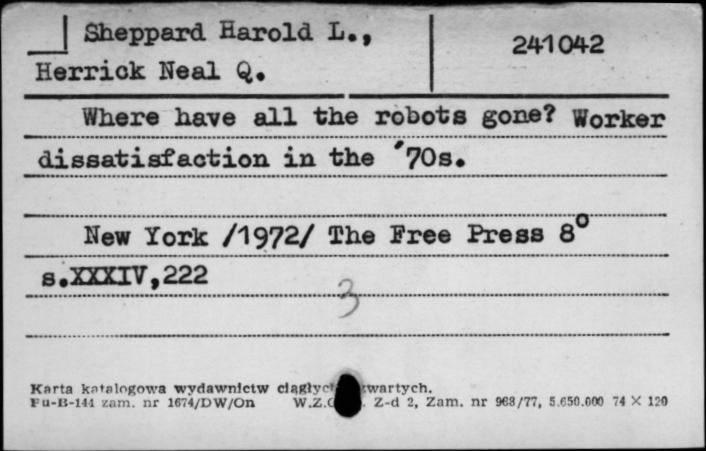 Sheppard Harold L.,
241042
Herrick Neal Q.
Where have all the robots gone? Worker
dissatisfaction in the '70s.
New York /1972/ The Free Press 8°
s.XXXIV,222
3
Karta katalogowa wydawnictw zwartych.
Pu-B-144 zam. nr 1674/DW/On W.Z.G. Z-d 2, Zam. nr 968/77, 5.650.000 74 X 120